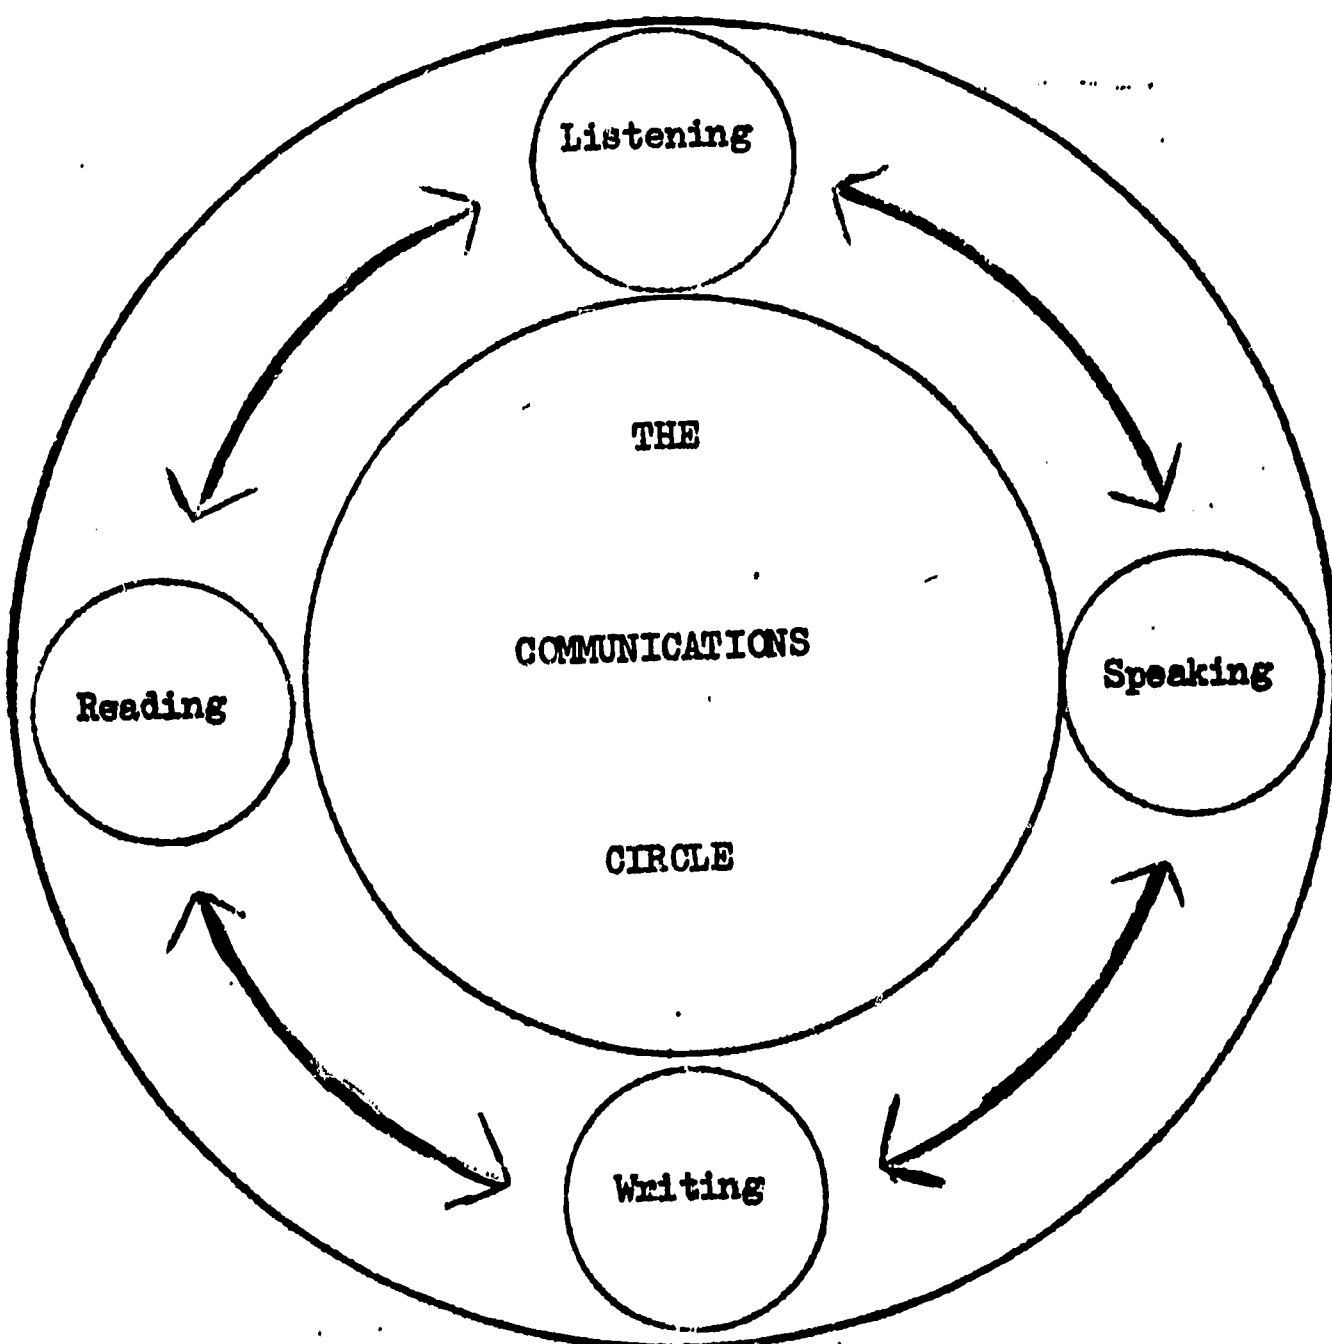 Listening
THE
COMMUNICATIONS
Speaking
Reading
CIRCLE
Writing